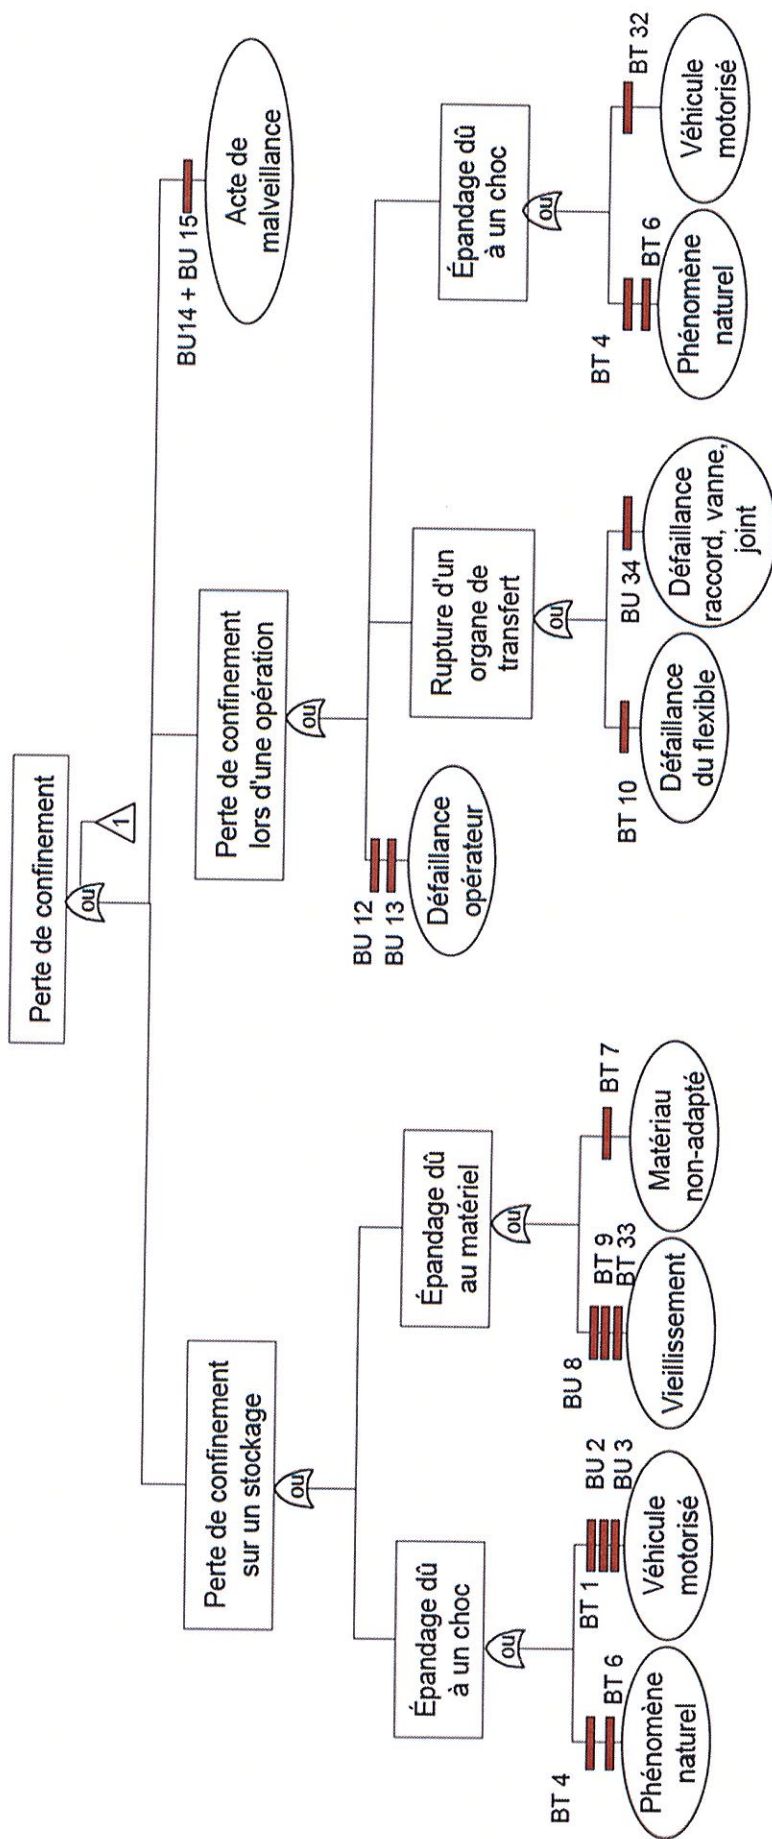 Perte de confinement
ou
1
Perte de confinement
sur un stockage
ou
Perte de confinement
lors d'une opération
ou
BU14 + BU 15
Acte de
malveillance
Épandage dû
à un choc
ou
Épandage dû
au matériel
ou
BU 12
BU 13
Défaillance
opérateur
Rupture d'un
organe de
transfert
ou
Épandage dû
à un choc
ou
BT 4
BT 6
Phénomène
naturel
BT 1
BU 2
BU 3
Véhicule
motorisé
BU 8
BT 9
BT 33
Vieillissement
BT 7
Matériau
non-adapté
BT 10
Défaillance
du flexible
BU 34
Défaillance
raccord, vanne,
joint
BT 4
BT 6
Phénomène
naturel
BT 32
Véhicule
motorisé